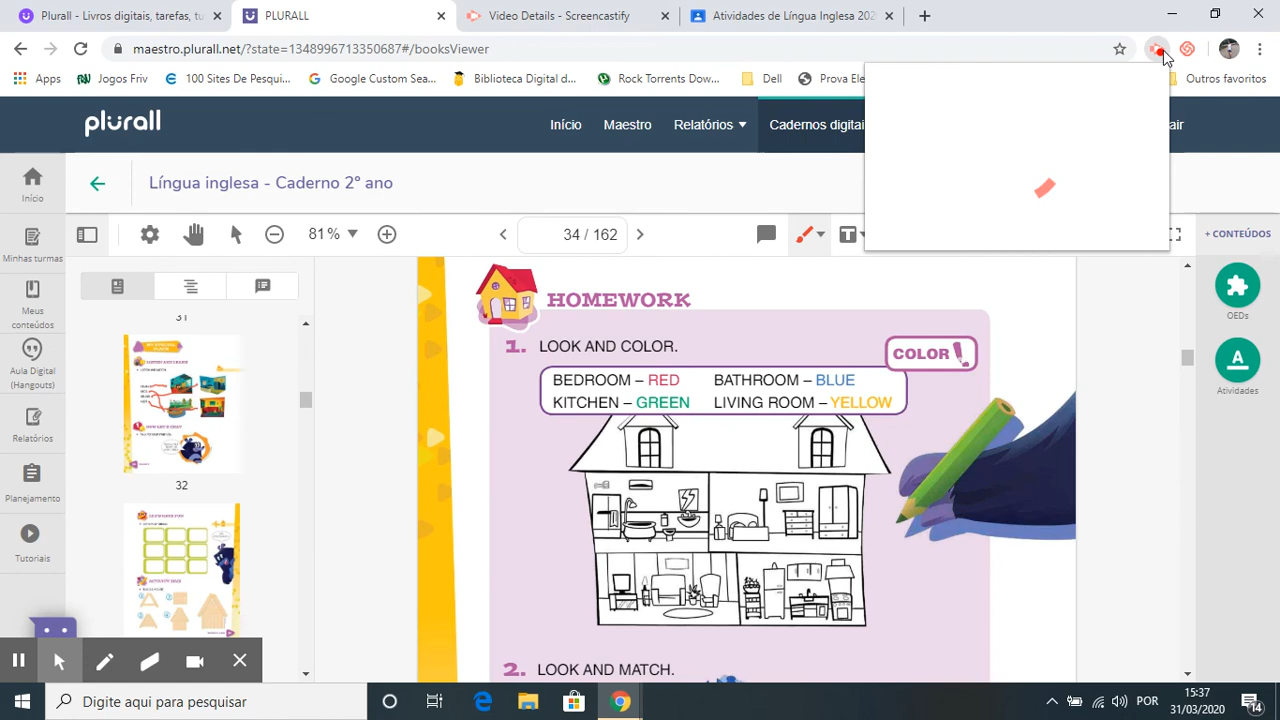 Plurall - Livros digitais, tarefas, tu
PLURALL
Video Details - Screencastify
Atividades de Língua Inglesa 202
maestro.plurall.net/?state=1348996713350687#/booksViewer
Apps
Jogos Friv
100 Sites De Pesqui...
Google Custom Sea...
Biblioteca Digital d...
Rock Torrents Dow...
Dell
Prova Ele
Outros favoritos
plurall
Início
Maestro
Relatórios
Cadernos digitai
air
Início
Língua inglesa - Caderno 2º ano
Minhas turmas
81%
34 / 162
+ CONTEÚDOS
Meus
conteúdos
Aula Digital
(Hangouts)
Relatórios
Planejamento
Tutoriais
31
32
HOMEWORK
1. LOOK AND COLOR.
COLOR
BEDROOM – RED BATHROOM – BLUE
KITCHEN – GREEN LIVING ROOM – YELLOW
2. LOOK AND MATCH.
OEDs
A
Atividades
Digite aqui para pesquisar
POR
15:37
31/03/2020
14